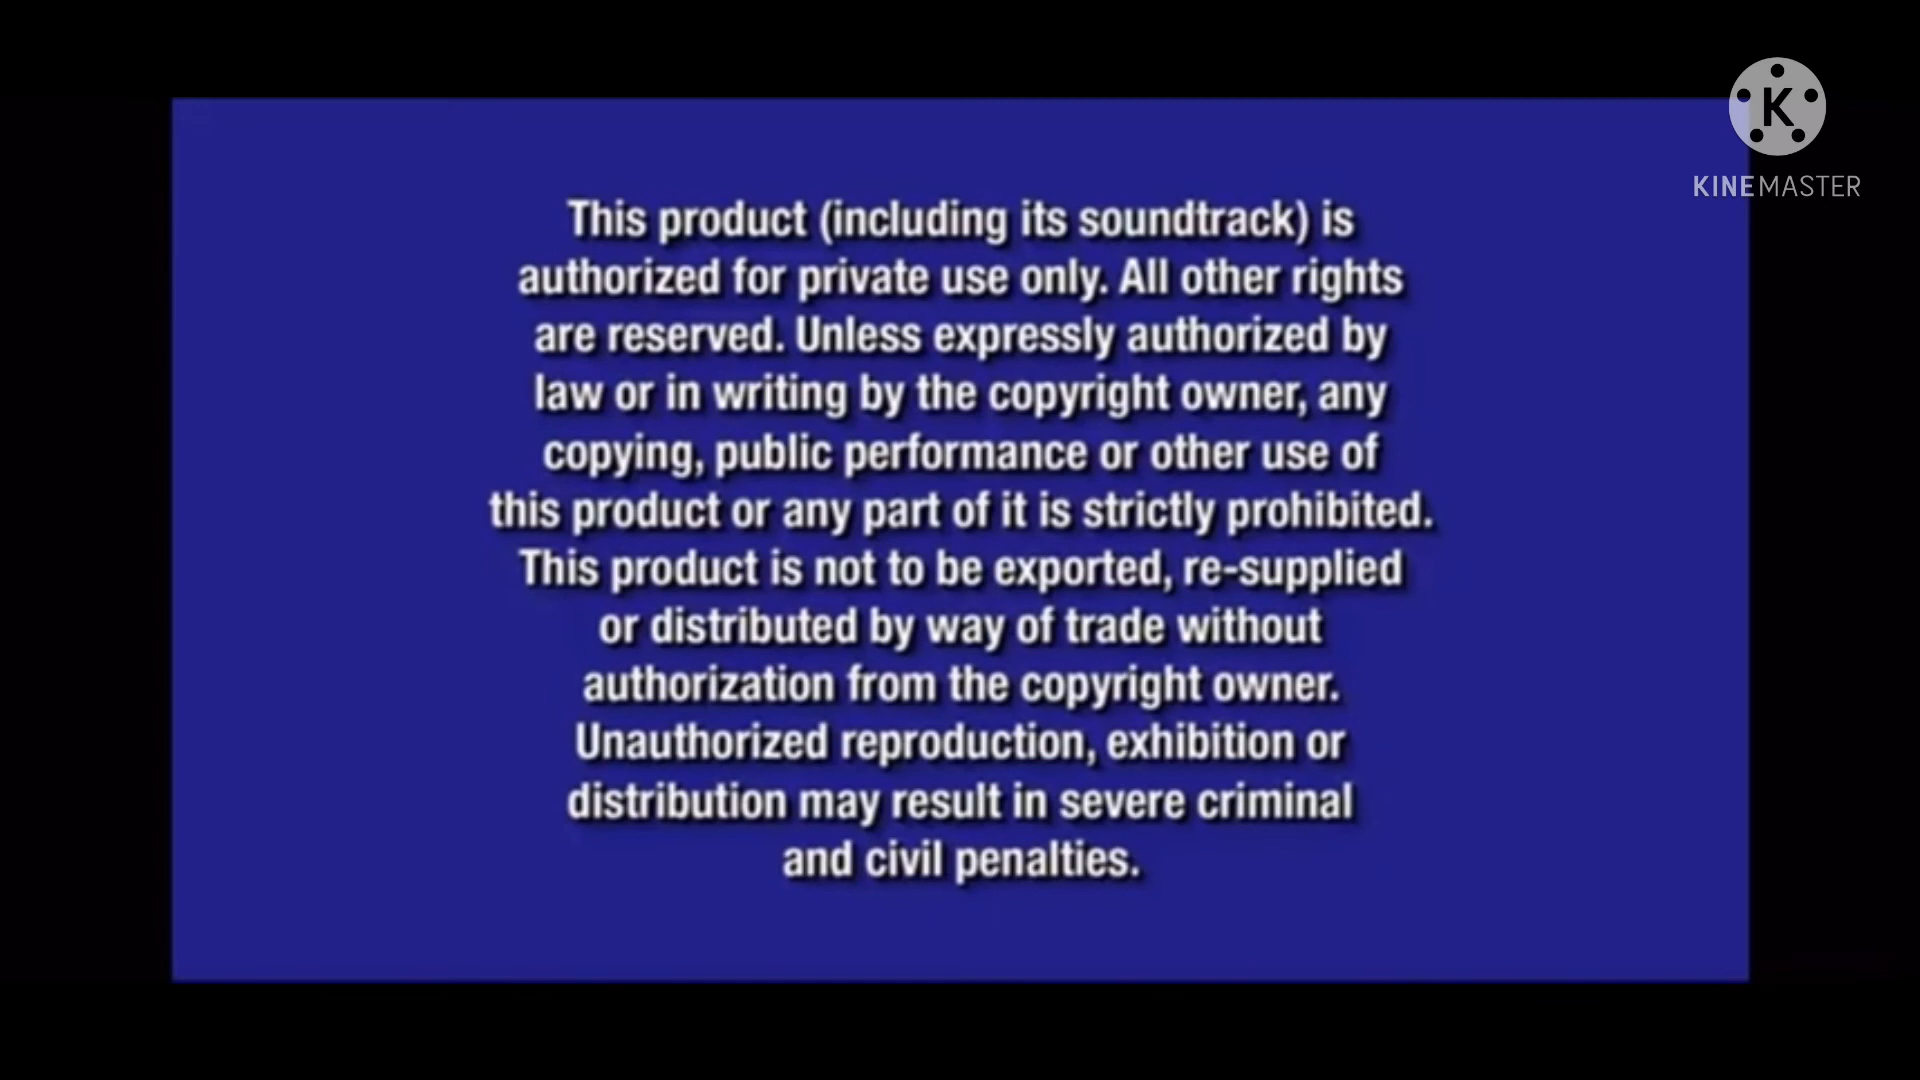 This product (including its soundtrack) is
authorized for private use only. All other rights
are reserved. Unless expressly authorized by
law or in writing by the copyright owner, any
copying, public performance or other use of
this product or any part of it is strictly prohibited.
This product is not to be exported, re-supplied
or distributed by way of trade without
authorization from the copyright owner.
Unauthorized reproduction, exhibition or
distribution may result in severe criminal
and civil penalties.
K
KINEMASTER